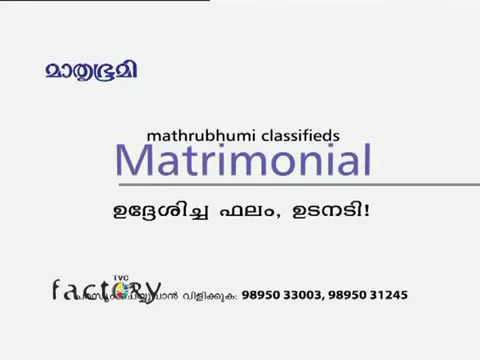 മാതൃഭൂമി
mathrubhumi classifieds
Matrimonial
ഉദ്ദേശിച്ച ഫലം, ഉടനടി!
TVC
factory
വിളിക്കുക: 98950 33003, 98950 31245